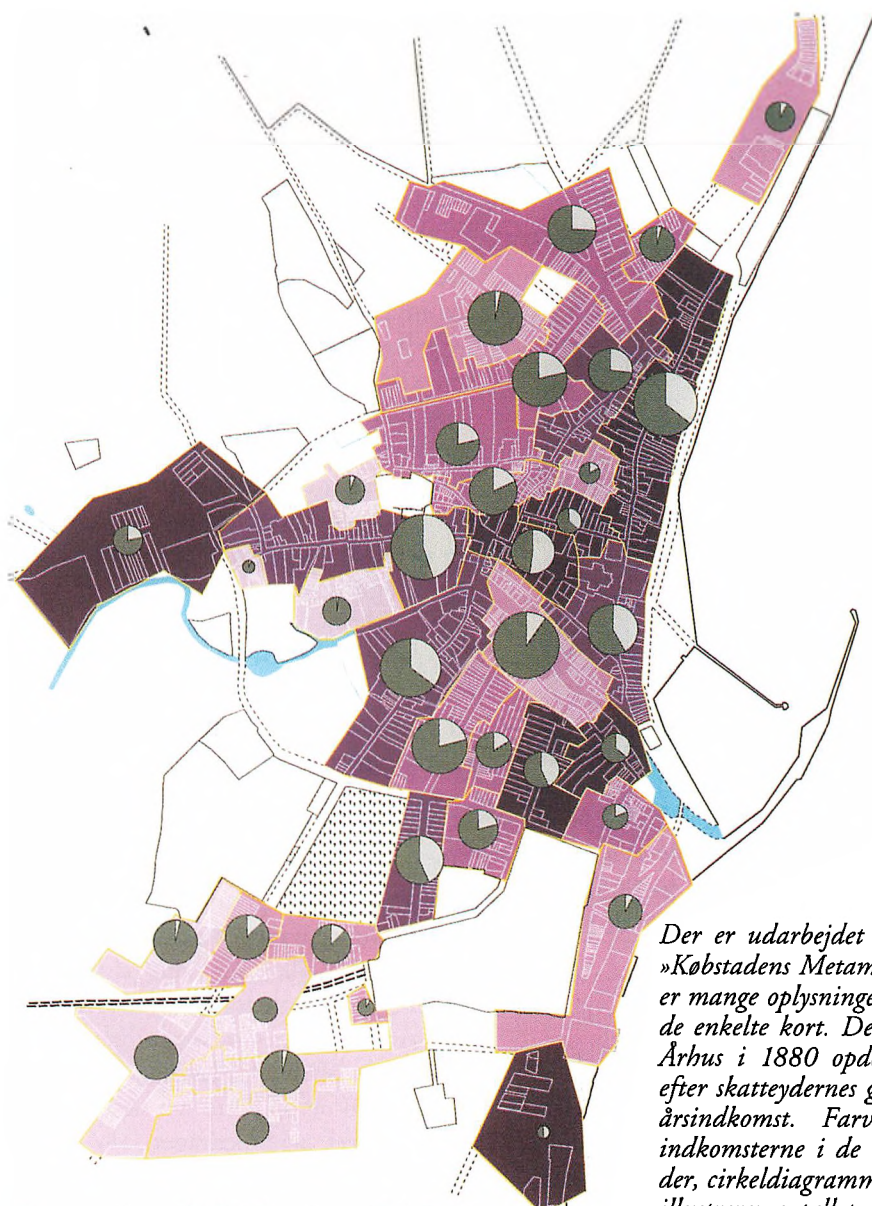 Der er udarbejdet
»Købstadens Metam
er mange oplysninge
de enkelte kort. De
Århus i 1880 opd
efter skatteydernes g
årsindkomst. Farv
indkomsterne i de
der, cirkeldiagramm